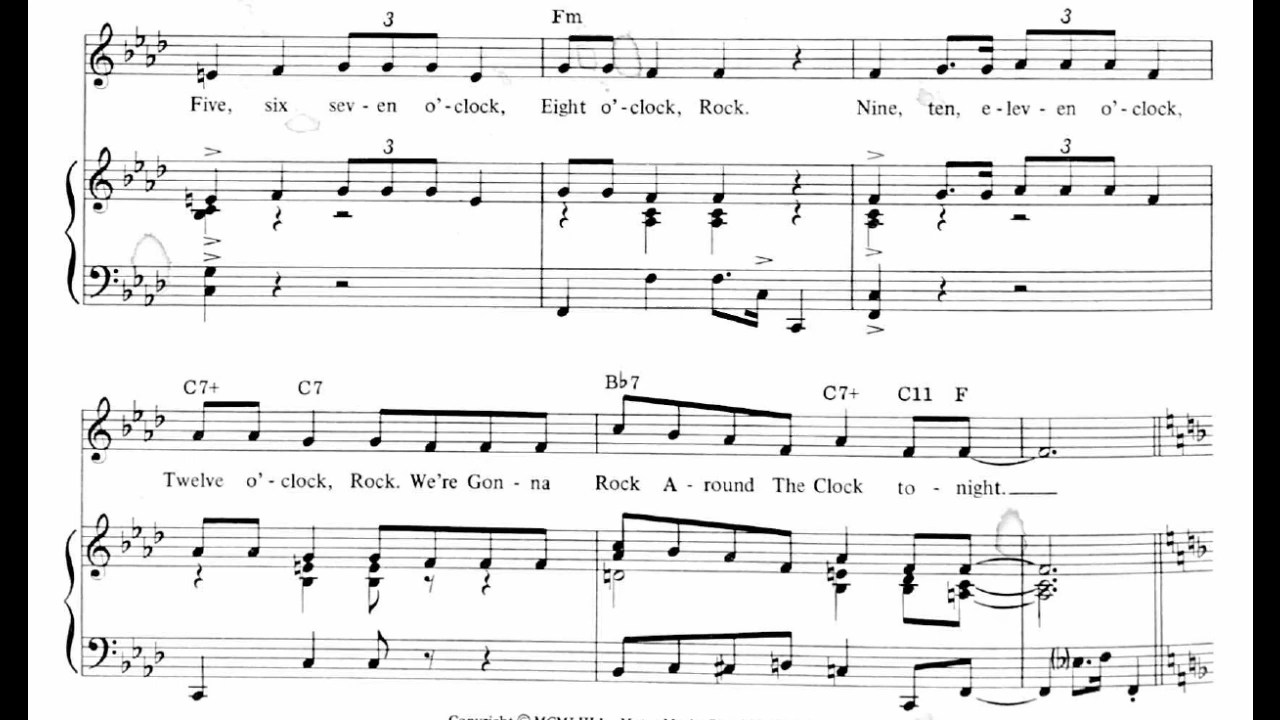 3 Fm 3
Five, six sev - en o'-clock, Eight o'-clock, Rock. Nine, ten, e-lev - en o'-clock,
3 3
C7+ C7 Bb7 C7+ C11 F
Twelve o'-clock, Rock. We're Gon - na Rock A - round The Clock to - night.